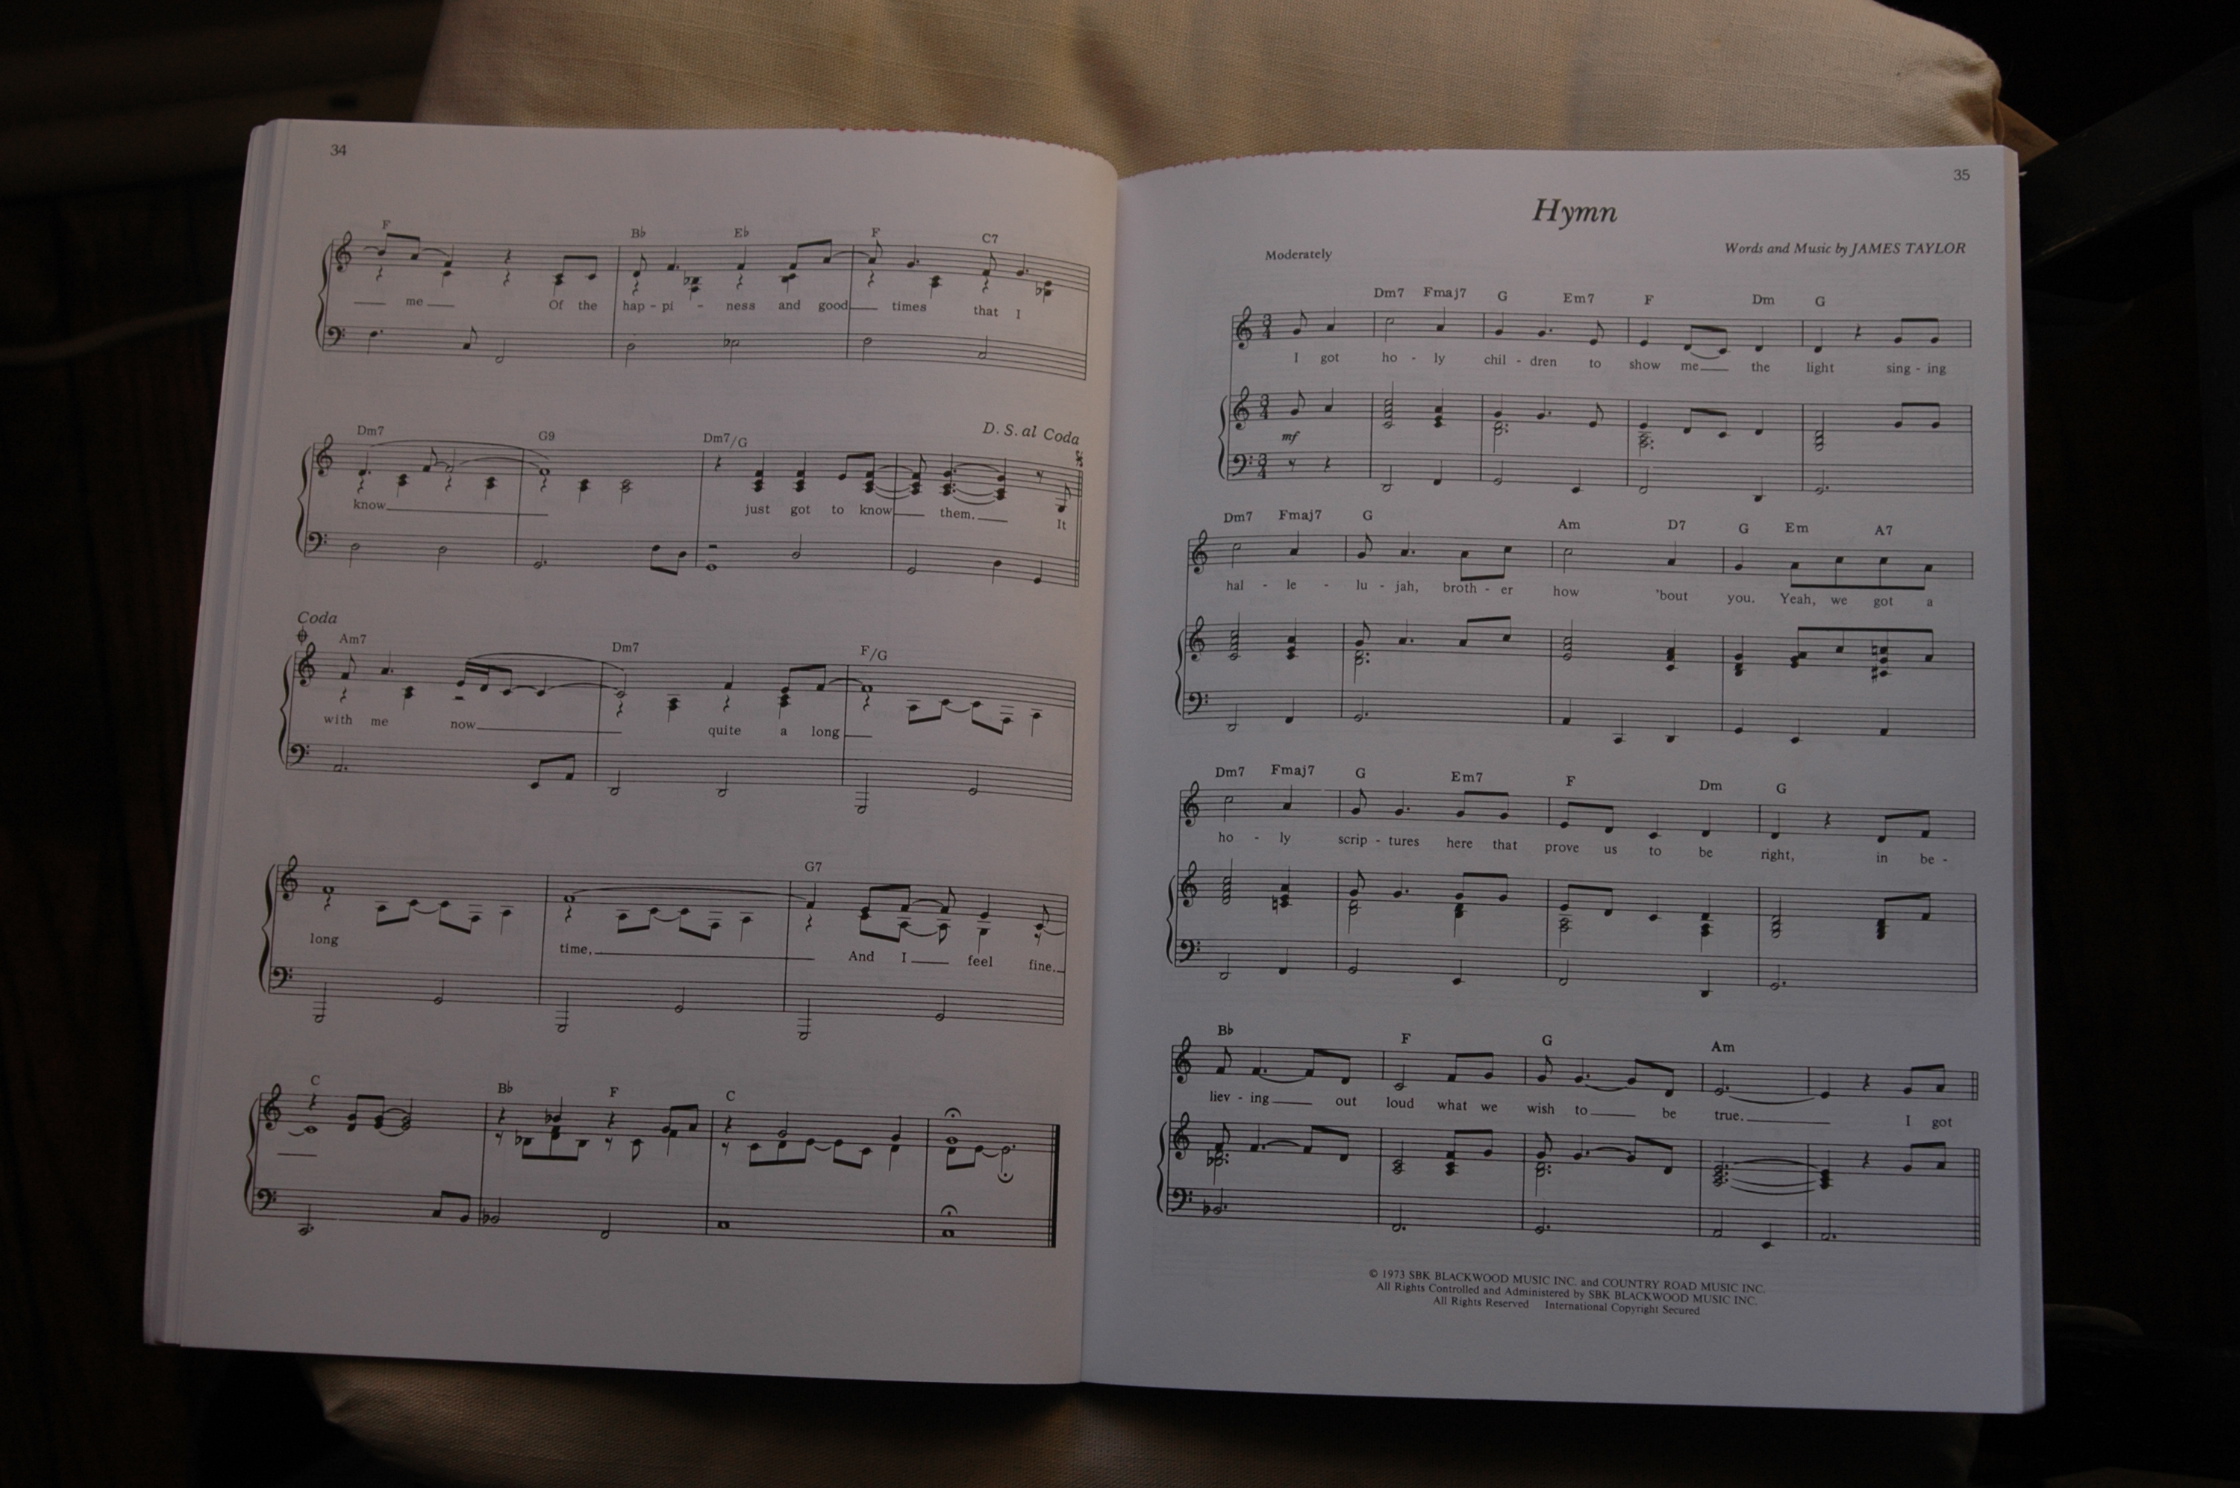 34
F Bb Eb F C7
me Of the hap - pi - ness and good times that I
D. S. al Coda
Dm7 G9 Dm7/G
know just got to know them. It
Coda
Am7 Dm7 F/G
with me now quite a long
G7
long time, And I feel fine.
C Bb F C
35
Hymn
Words and Music by JAMES TAYLOR
Moderately
Dm7 Fmaj7 G Em7 F Dm G
I got ho - ly chil - dren to show me the light sing - ing
mf
Dm7 Fmaj7 G Am D7 G Em A7
hal - le - lu - jah, broth - er how 'bout you. Yeah, we got a
Dm7 Fmaj7 G Em7 F Dm G
ho - ly scrip - tures here that prove us to be right, in be -
Bb F G Am
liev - ing out loud what we wish to be true. I got
© 1973 SBK BLACKWOOD MUSIC INC. and COUNTRY ROAD MUSIC INC.
All Rights Controlled and Administered by SBK BLACKWOOD MUSIC INC.
All Rights Reserved International Copyright Secured